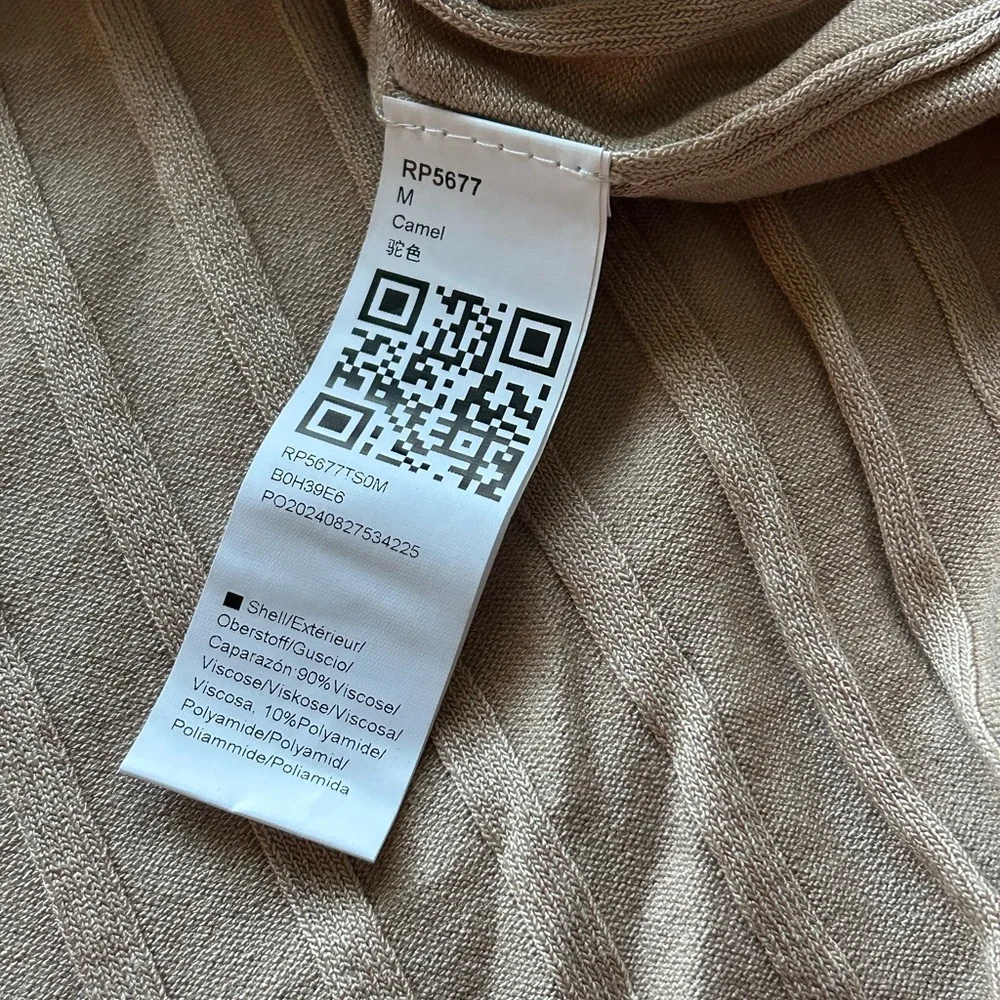 RP5677
M
Camel
驼色
RP5677TS0M
B0H39E6
PO20240827534225
Shell/Extérieur/
Oberstoff/Guscio/
Caparazón:90%Viscose/
Viscose/Viskose/Viscosa/
Viscosa, 10%Polyamide/
Polyamide/Polyamid/
Poliammide/Poliamida